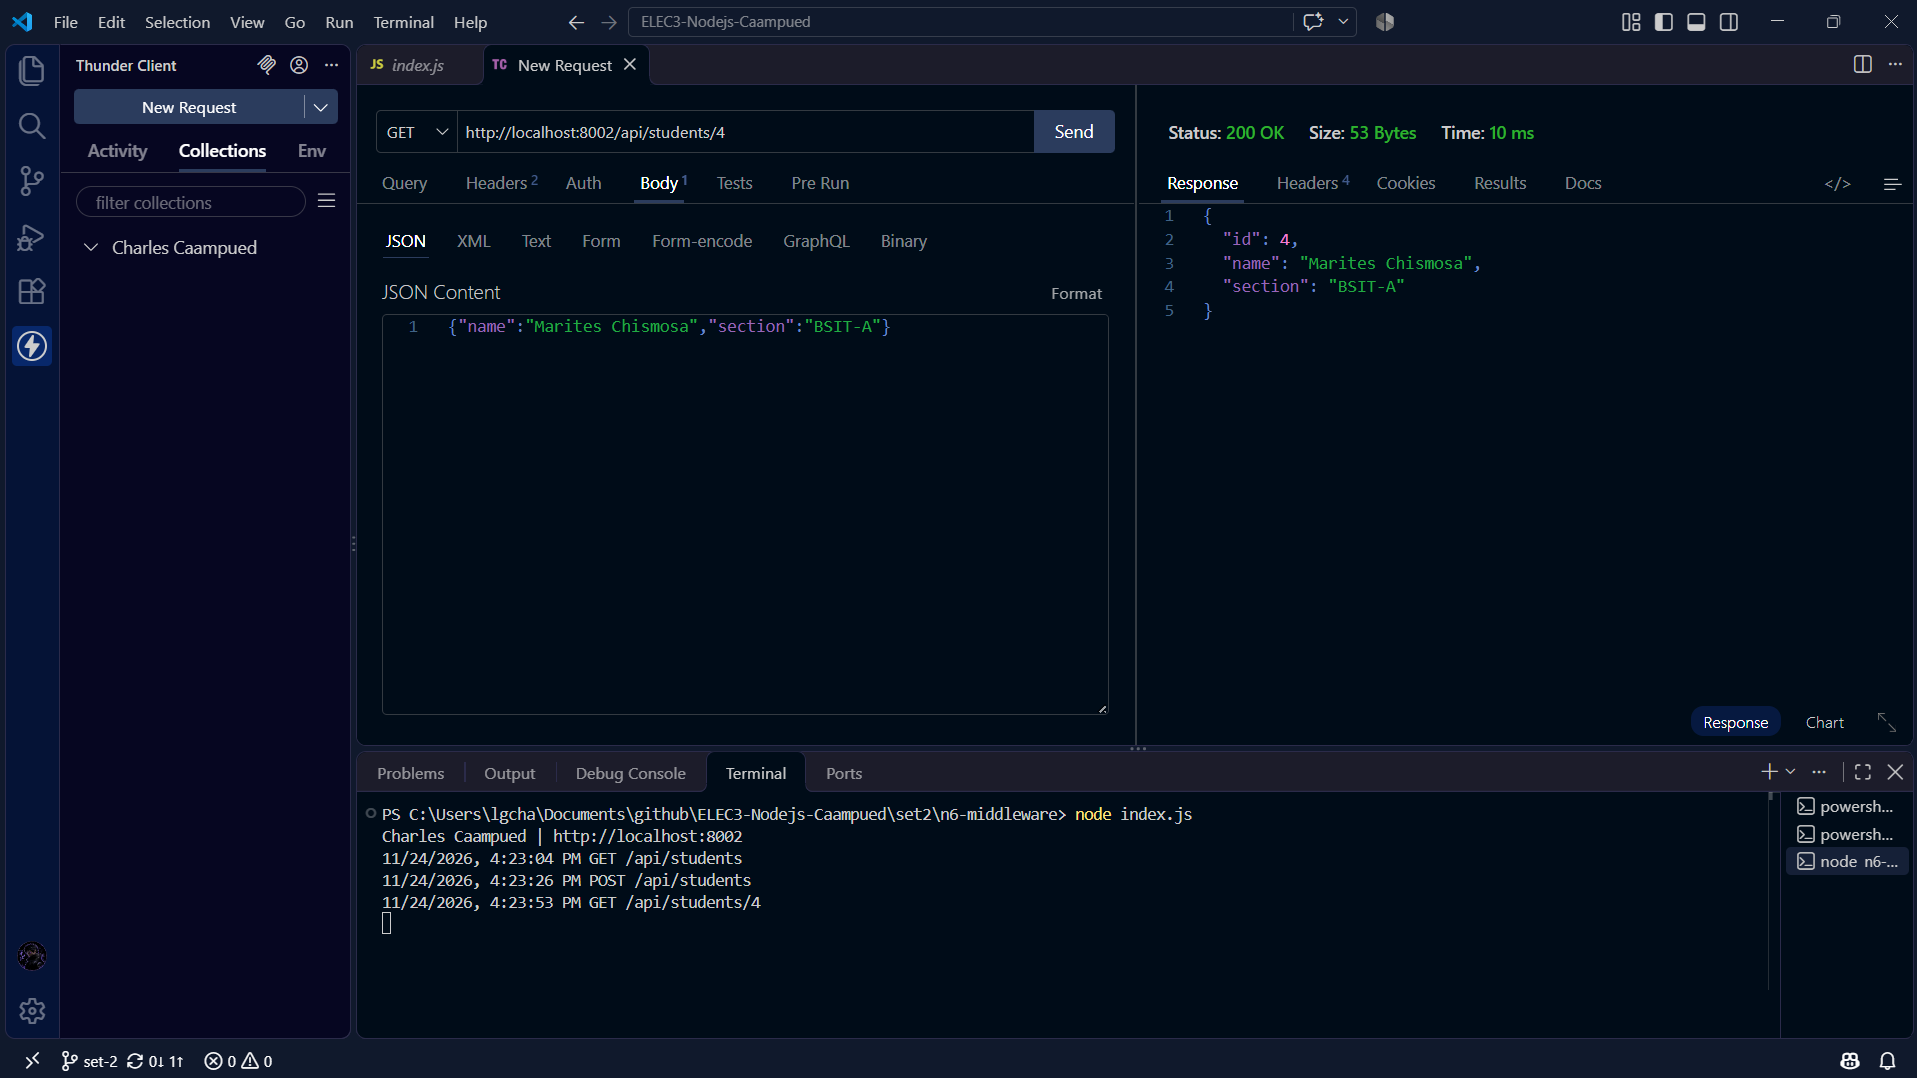 File Edit Selection View Go Run Terminal Help
ELEC3-Nodejs-Caampued
Thunder Client
New Request
Activity Collections Env
filter collections
Charles Caampued
JS index.js
TC New Request
GET http://localhost:8002/api/students/4 Send
Query Headers 2 Auth Body 1 Tests Pre Run
JSON XML Text Form Form-encode GraphQL Binary
JSON Content
Format
1 {"name":"Marites Chismosa","section":"BSIT-A"}
Status: 200 OK Size: 53 Bytes Time: 10 ms
Response Headers 4 Cookies Results Docs </>
1 {
2 "id": 4,
3 "name": "Marites Chismosa",
4 "section": "BSIT-A"
5 }
Response Chart
Problems Output Debug Console Terminal Ports
PS C:\Users\lgcha\Documents\github\ELEC3-Nodejs-Caampued\set2\n6-middleware> node index.js
Charles Caampued | http://localhost:8002
11/24/2026, 4:23:04 PM GET /api/students
11/24/2026, 4:23:26 PM POST /api/students
11/24/2026, 4:23:53 PM GET /api/students/4
powersh...
powersh...
node n6-...
set-2 0↓ 1↑ 0 0